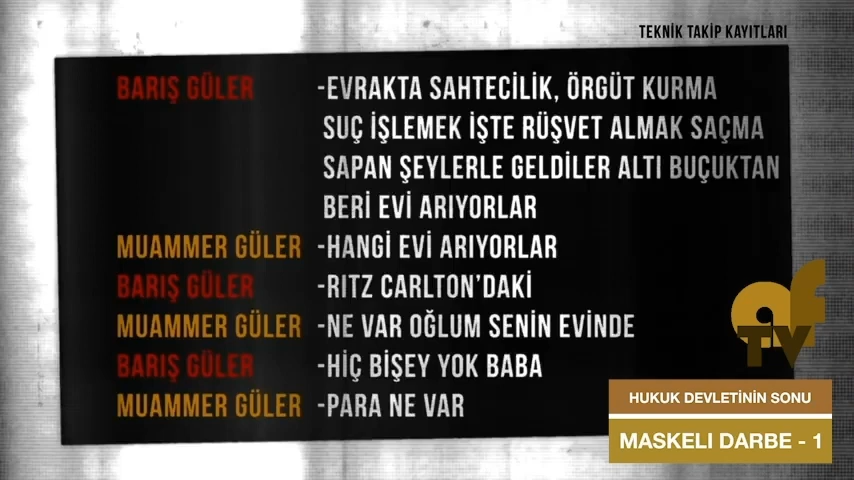 TEKNİK TAKİP KAYITLARI
BARIŞ GÜLER -EVRAKTA SAHTECİLİK, ÖRGÜT KURMA
SUÇ İŞLEMEK İŞTE RÜŞVET ALMAK SAÇMA
SAPAN ŞEYLERLE GELDİLER ALTI BUÇUKTAN
BERİ EVİ ARIYORLAR
MUAMMER GÜLER -HANGİ EVİ ARIYORLAR
BARIŞ GÜLER -RITZ CARLTON'DAKİ
MUAMMER GÜLER -NE VAR OĞLUM SENİN EVİNDE
BARIŞ GÜLER -HİÇ BİŞEY YOK BABA
MUAMMER GÜLER -PARA NE VAR
af
TV
HUKUK DEVLETİNİN SONU
MASKELİ DARBE - 1